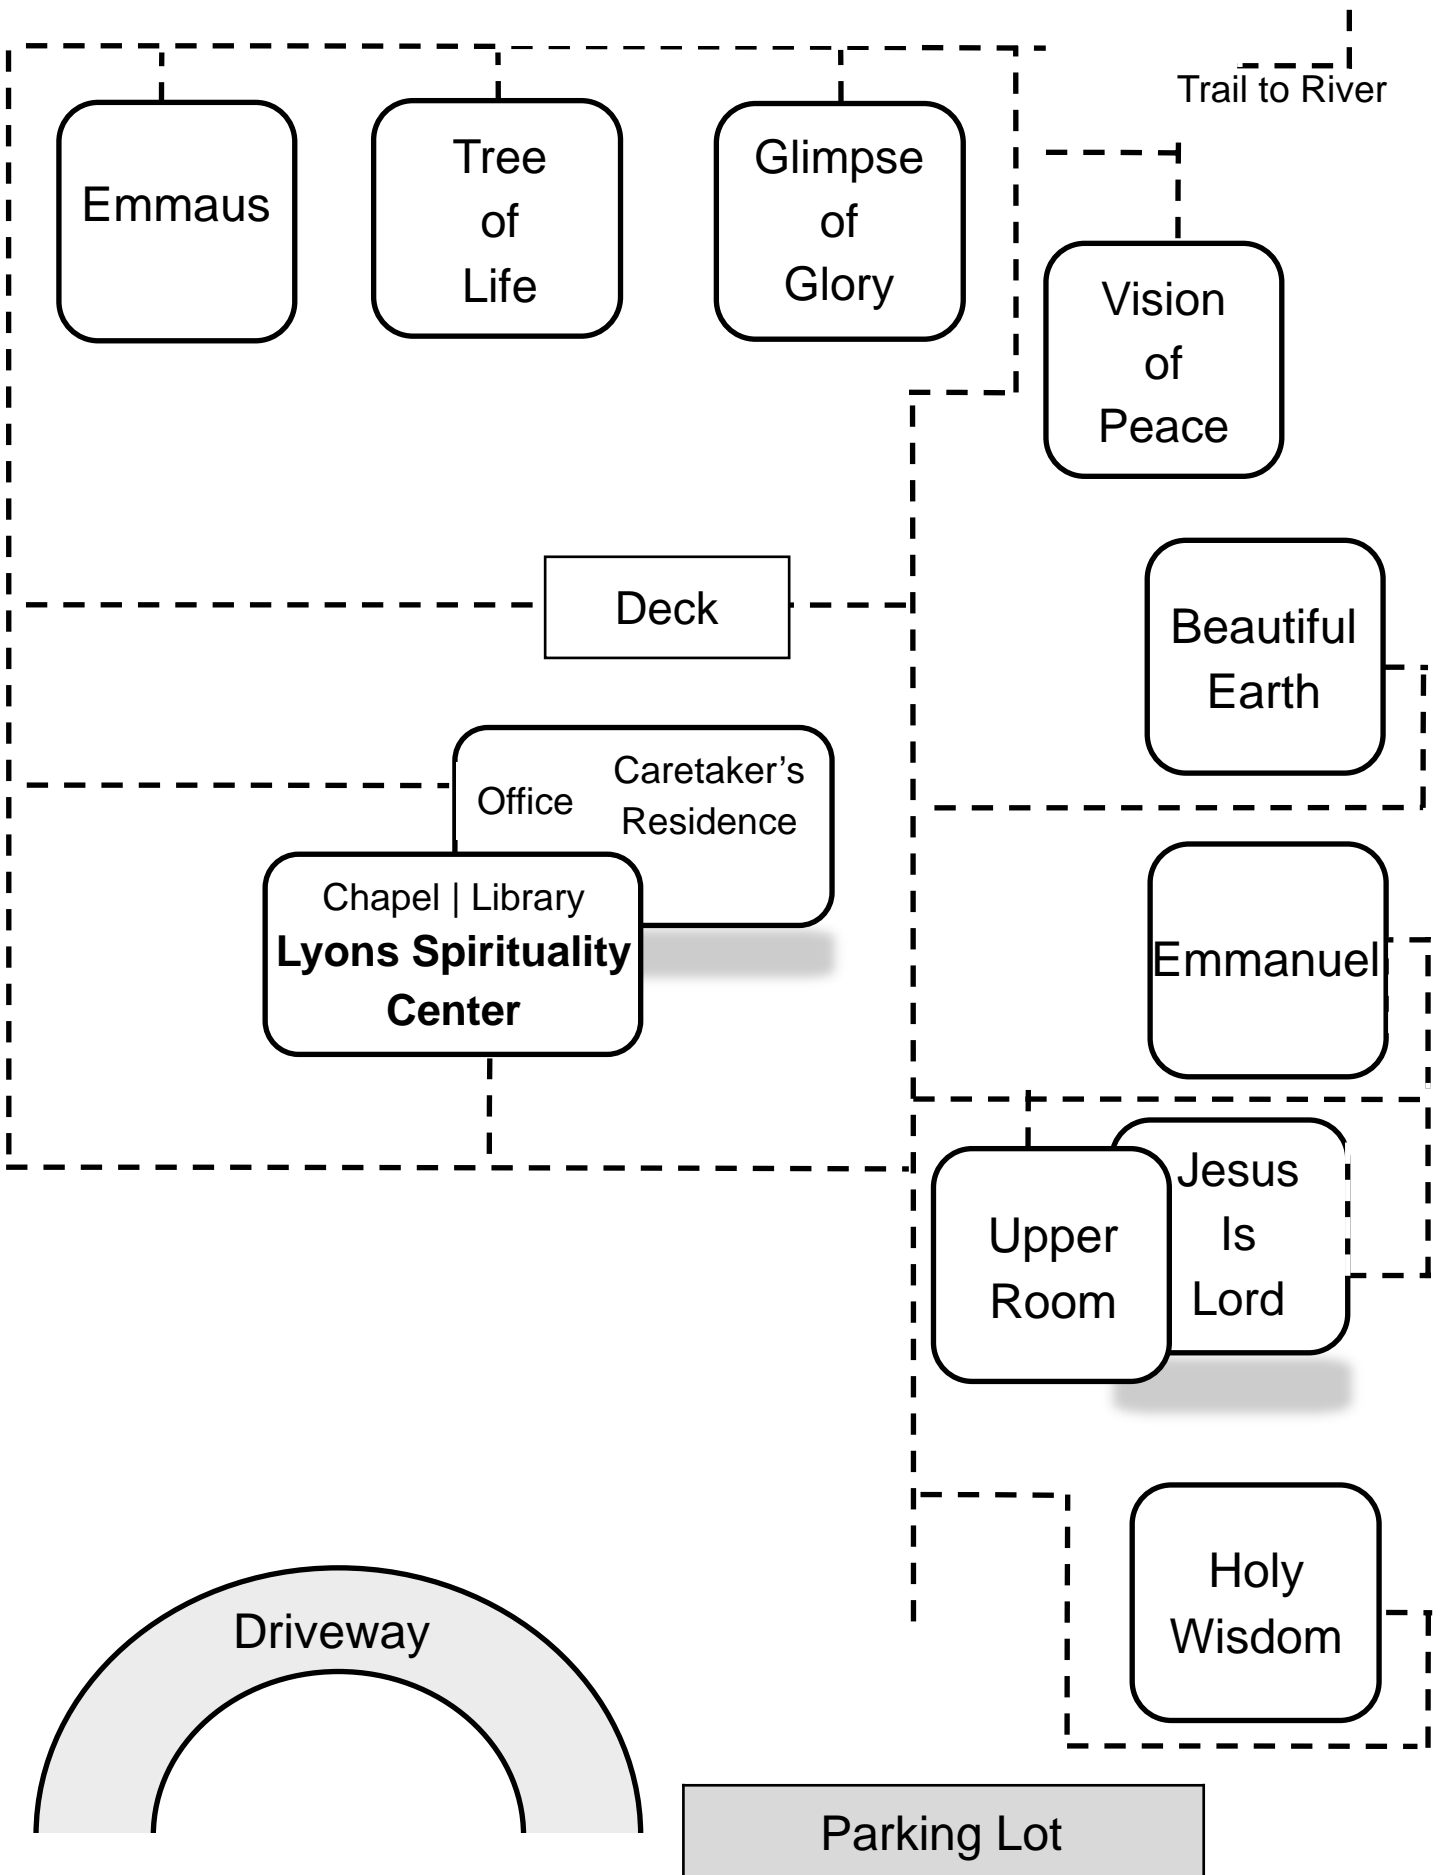 Trail to River
Emmaus
Tree
of
Life
Glimpse
of
Glory
Vision
of
Peace
Deck
Beautiful
Earth
Office
Caretaker’s
Residence
Chapel | Library
Lyons Spirituality
Center
Emmanuel
Upper
Room
Jesus
Is
Lord
Holy
Wisdom
Driveway
Parking Lot